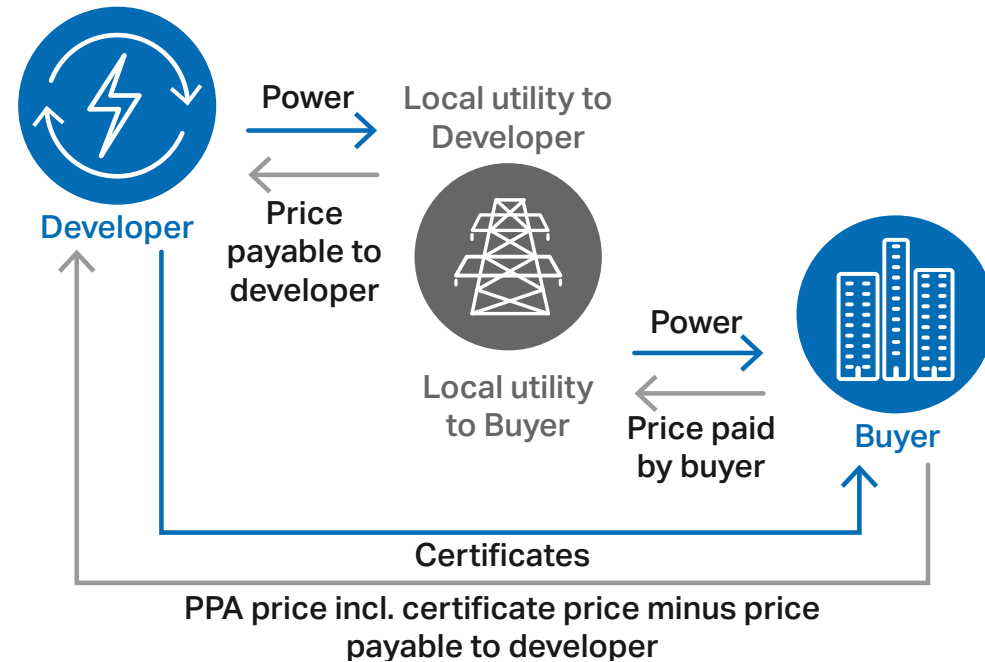 Power
Local utility to
Developer
Developer
Price
payable to
developer
Power
Local utility
to Buyer
Price paid
by buyer
Buyer
Certificates
PPA price incl. certificate price minus price
payable to developer